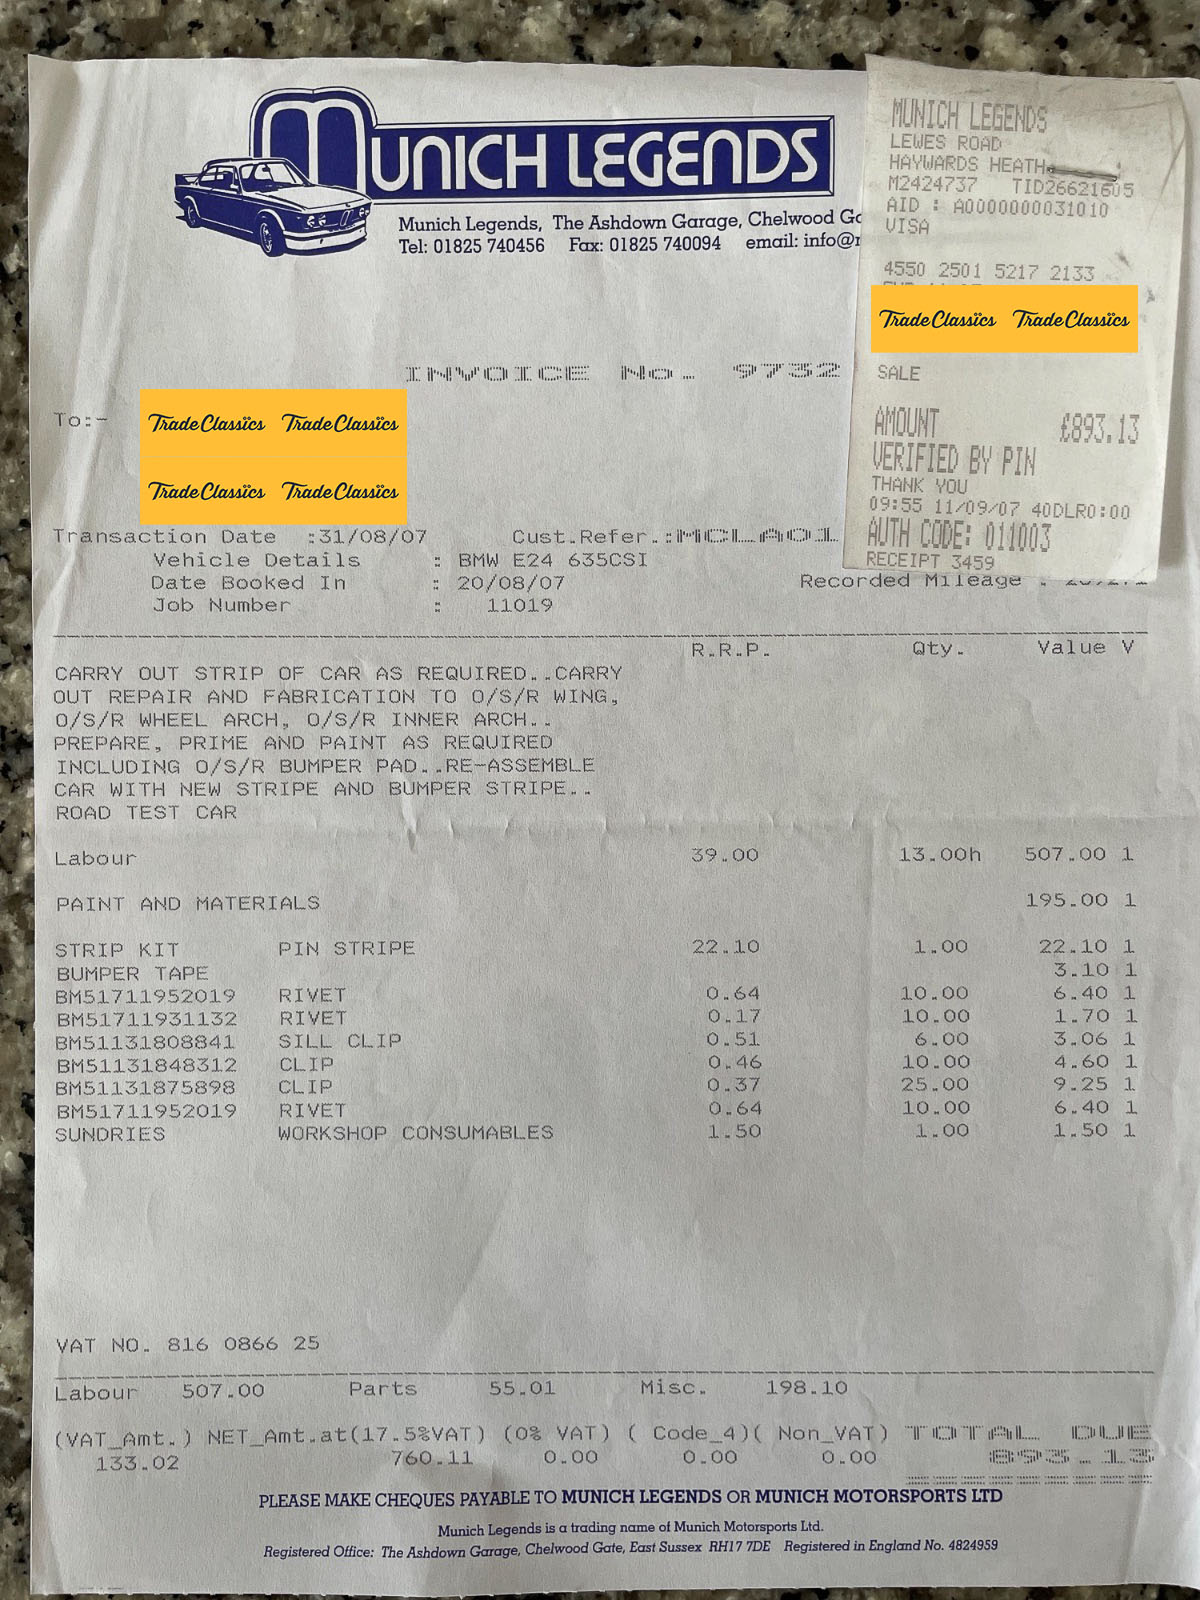 MUNICH LEGENDS
Munich Legends, The Ashdown Garage, Chelwood
Tel: 01825 740456 Fax: 01825 740094 email:
MUNICH LEGENDS
LEWES ROAD
HAYWARDS HEATH
M2424737 TID26621605
AID : A0000000031010
VISA
4550 2501 5217 2133
Trade Classics Trade Classics
SALE
AMOUNT £893.13
VERIFIED BY PIN
THANK YOU
09:55 11/09/07 40DLR0:00
AUTH CODE: 011003
RECEIPT 3459
INVOICE No. 9732
To:-
Trade Classics Trade Classics
Trade Classics Trade Classics
Transaction Date :31/08/07 Cust.Refer.:MCLA01
Vehicle Details : BMW E24 635CSI
Date Booked In : 20/08/07 Recorded Mileage :
Job Number : 11019
R.R.P. Qty. Value V
CARRY OUT STRIP OF CAR AS REQUIRED..CARRY
OUT REPAIR AND FABRICATION TO O/S/R WING,
O/S/R WHEEL ARCH, O/S/R INNER ARCH..
PREPARE, PRIME AND PAINT AS REQUIRED
INCLUDING O/S/R BUMPER PAD..RE-ASSEMBLE
CAR WITH NEW STRIPE AND BUMPER STRIPE..
ROAD TEST CAR
Labour 39.00 13.00h 507.00 1
PAINT AND MATERIALS 195.00 1
STRIP KIT PIN STRIPE 22.10 1.00 22.10 1
BUMPER TAPE 3.10 1
BM51711952019 RIVET 0.64 10.00 6.40 1
BM51711931132 RIVET 0.17 10.00 1.70 1
BM51131808841 SILL CLIP 0.51 6.00 3.06 1
BM51131848312 CLIP 0.46 10.00 4.60 1
BM51131875898 CLIP 0.37 25.00 9.25 1
BM51711952019 RIVET 0.64 10.00 6.40 1
SUNDRIES WORKSHOP CONSUMABLES 1.50 1.00 1.50 1
VAT NO. 816 0866 25
Labour 507.00 Parts 55.01 Misc. 198.10
(VAT_Amt.) NET_Amt.at(17.5%VAT) (0% VAT) ( Code_4)( Non_VAT) TOTAL DUE
133.02 760.11 0.00 0.00 0.00 893.13
PLEASE MAKE CHEQUES PAYABLE TO MUNICH LEGENDS OR MUNICH MOTORSPORTS LTD
Munich Legends is a trading name of Munich Motorsports Ltd.
Registered Office: The Ashdown Garage, Chelwood Gate, East Sussex RH17 7DE Registered in England No. 4824959